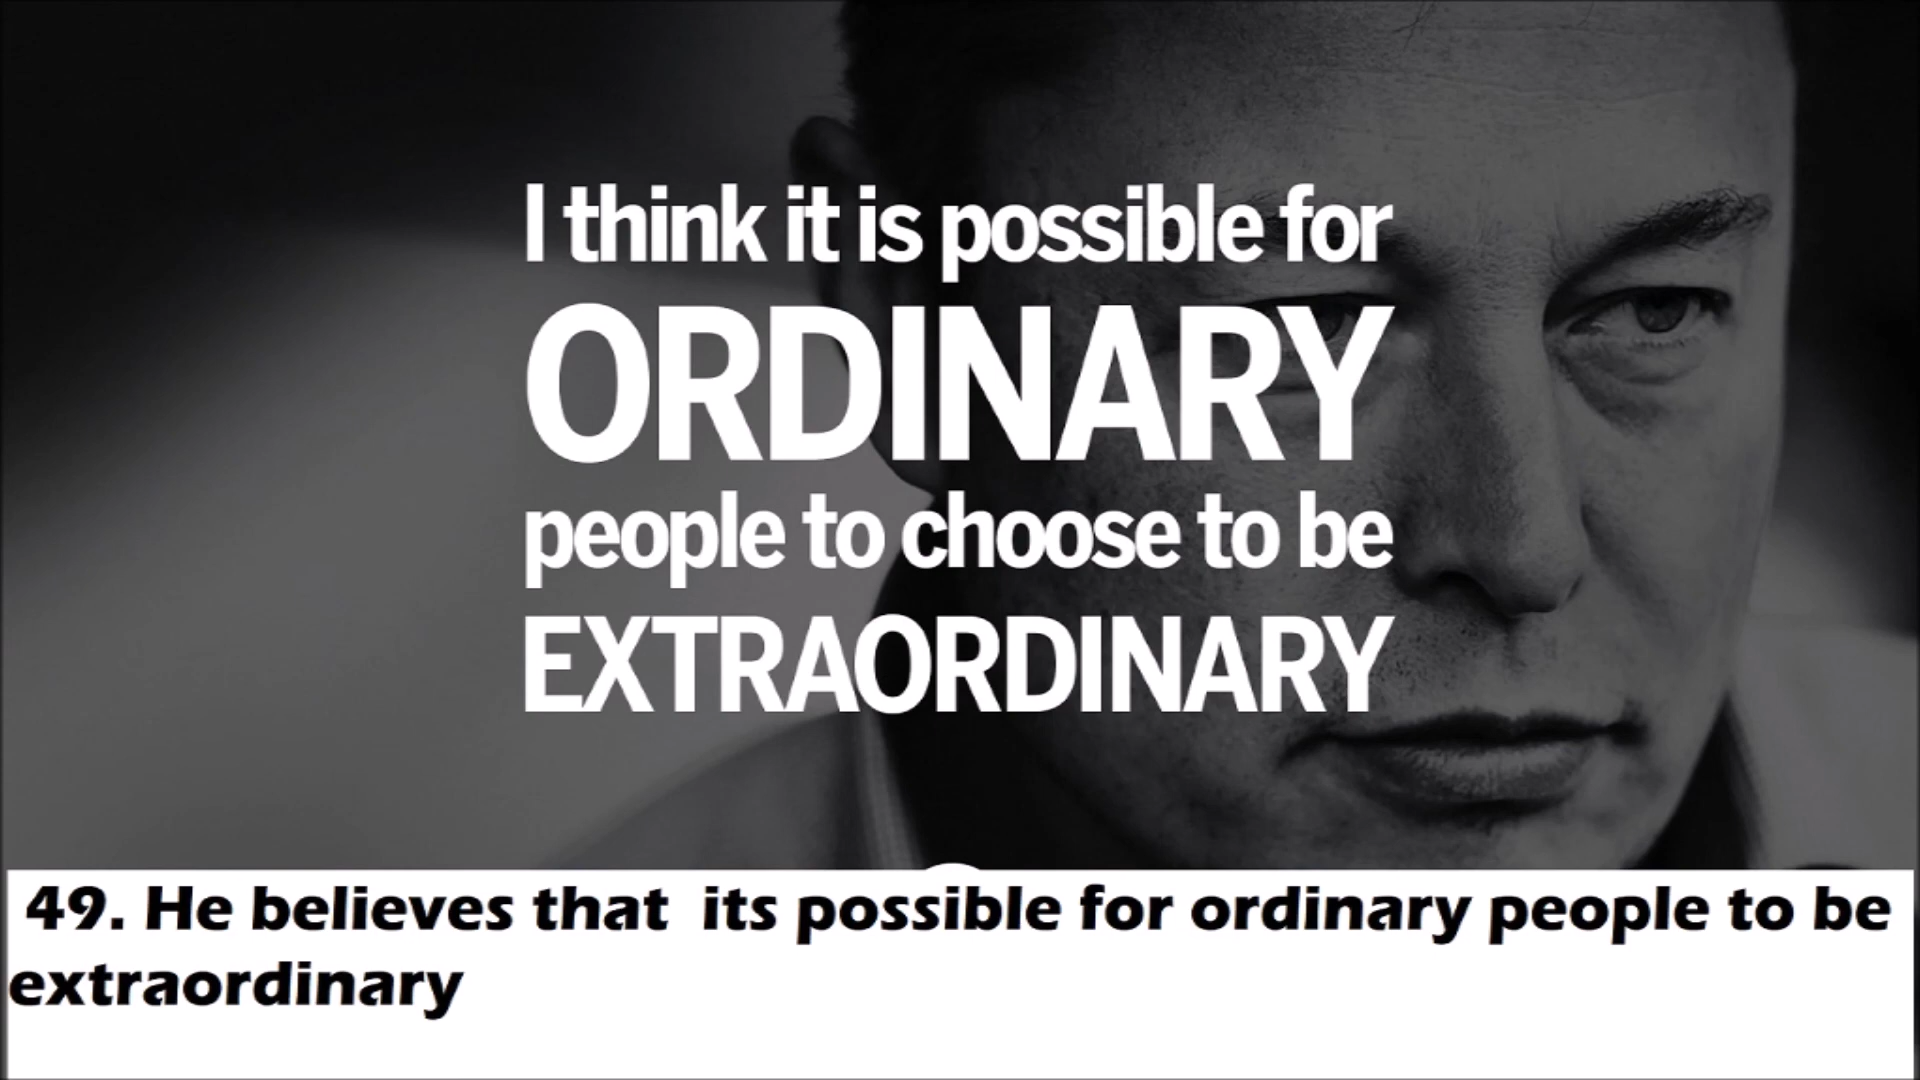 I think it is possible for
ORDINARY
people to choose to be
EXTRAORDINARY
49. He believes that  its possible for ordinary people to be
extraordinary